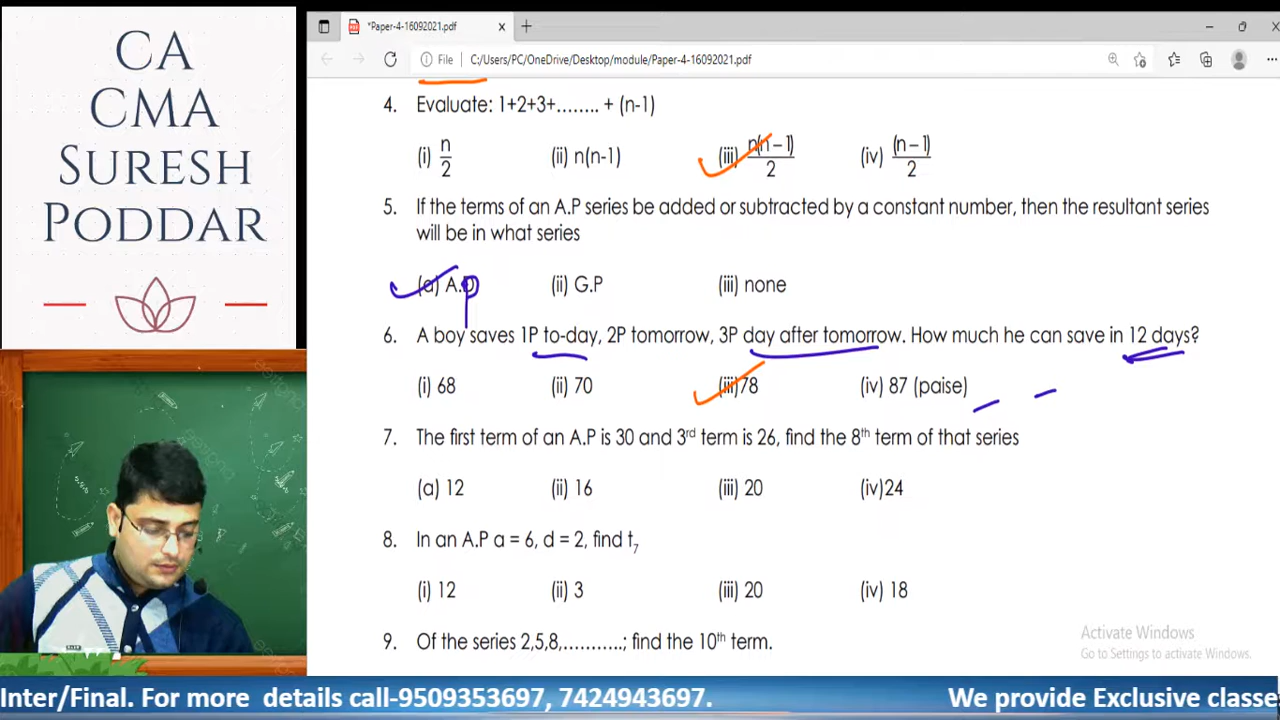 CA
CMA
SURESH
PODDAR
*Paper-4-16092021.pdf
File
C:/Users/PC/OneDrive/Desktop/module/Paper-4-16092021.pdf
4. Evaluate: 1+2+3+........ + (n-1)
(i) n/2 (ii) n(n-1) (iii) n(n−1)/2 (iv) (n−1)/2
5. If the terms of an A.P series be added or subtracted by a constant number, then the resultant series
will be in what series
(a) A.P (ii) G.P (iii) none
6. A boy saves 1P to-day, 2P tomorrow, 3P day after tomorrow. How much he can save in 12 days?
(i) 68 (ii) 70 (iii)78 (iv) 87 (paise)
7. The first term of an A.P is 30 and 3rd term is 26, find the 8th term of that series
(a) 12 (ii) 16 (iii) 20 (iv)24
8. In an A.P a = 6, d = 2, find t7
(i) 12 (ii) 3 (iii) 20 (iv) 18
9. Of the series 2,5,8,...........; find the 10th term.
Activate Windows
Go to Settings to activate Windows.
Inter/Final. For more details call-9509353697, 7424943697. We provide Exclusive classe